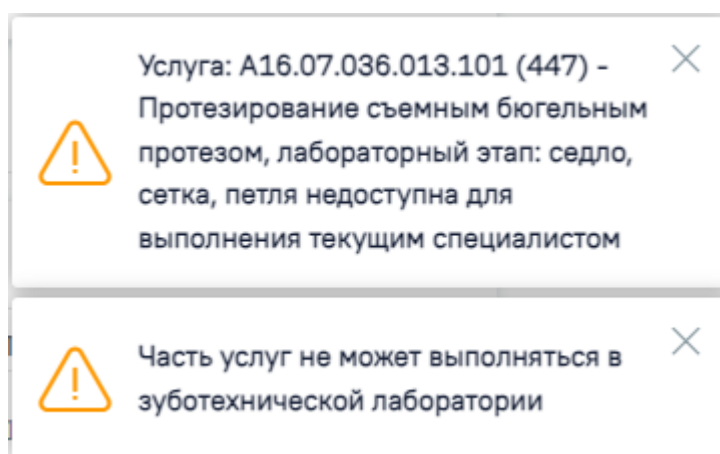 Услуга: A16.07.036.013.101 (447) -
Протезирование съемным бюгельным
протезом, лабораторный этап: седло,
сетка, петля недоступна для
выполнения текущим специалистом
Часть услуг не может выполняться в
зуботехнической лаборатории